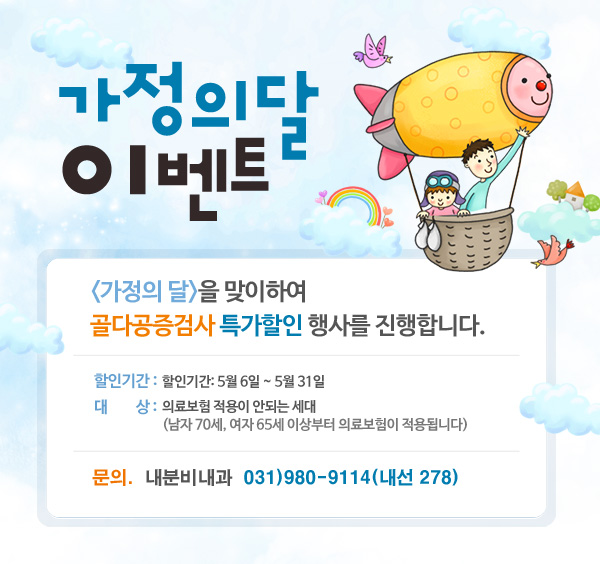 가정의달
이벤트
<가정의 달>을 맞이하여
골다공증검사 특가할인 행사를 진행합니다.
할인기간 : 할인기간: 5월 6일 ~ 5월 31일
대 상 : 의료보험 적용이 안되는 세대
(남자 70세, 여자 65세 이상부터 의료보험이 적용됩니다)
문의. 내분비내과 031)980-9114(내선 278)